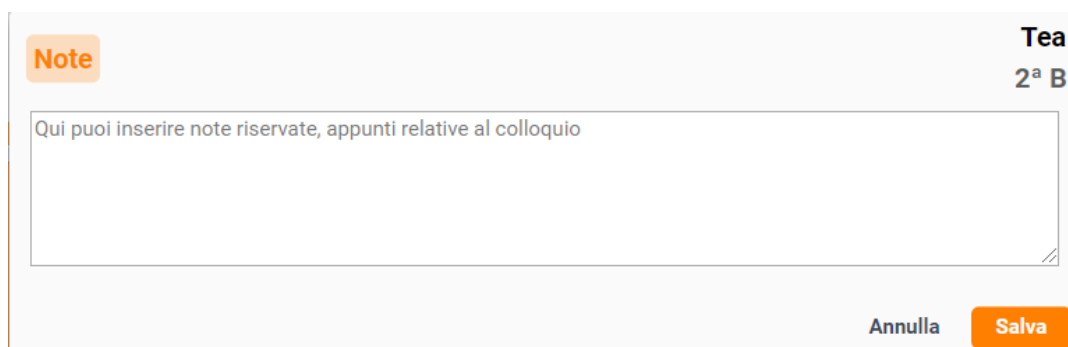 Tea
Note
2ª B
Qui puoi inserire note riservate, appunti relative al colloquio
Annulla
Salva